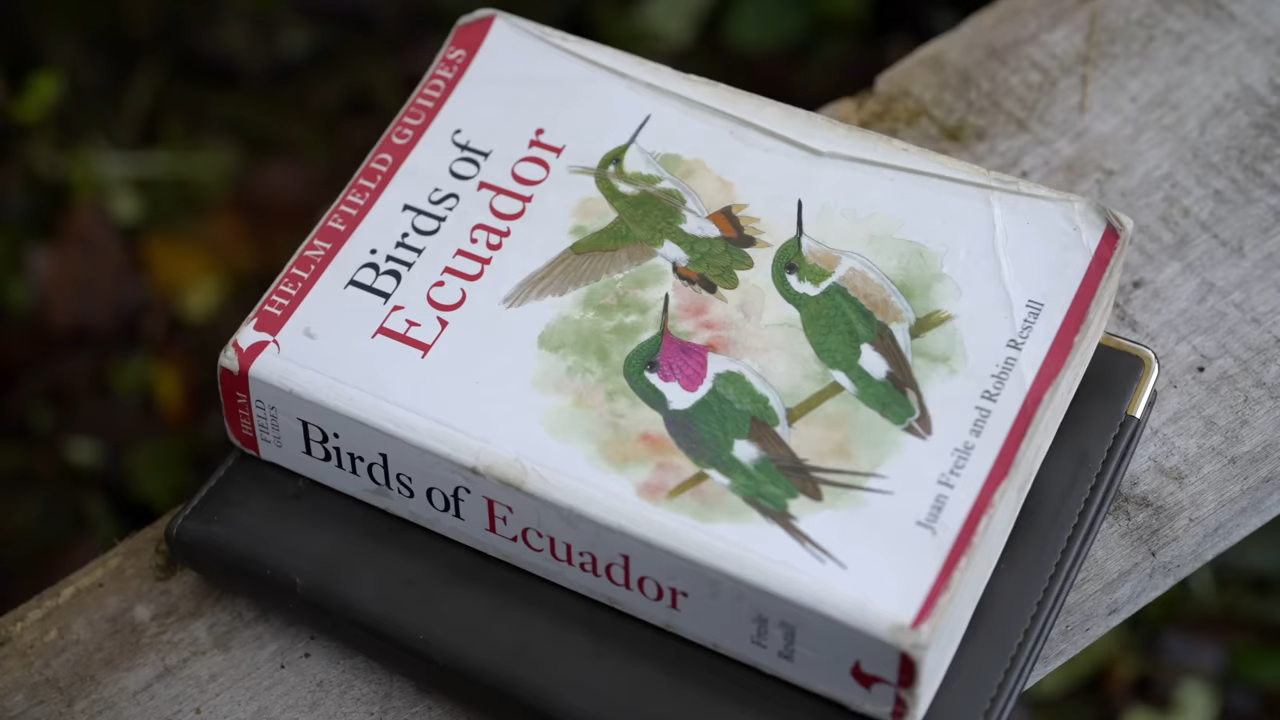 HELM FIELD GUIDES
Birds of
Ecuador
Juan Freile and Robin Restall
HELM
FIELD
GUIDES
Birds of Ecuador
Freile
Restall